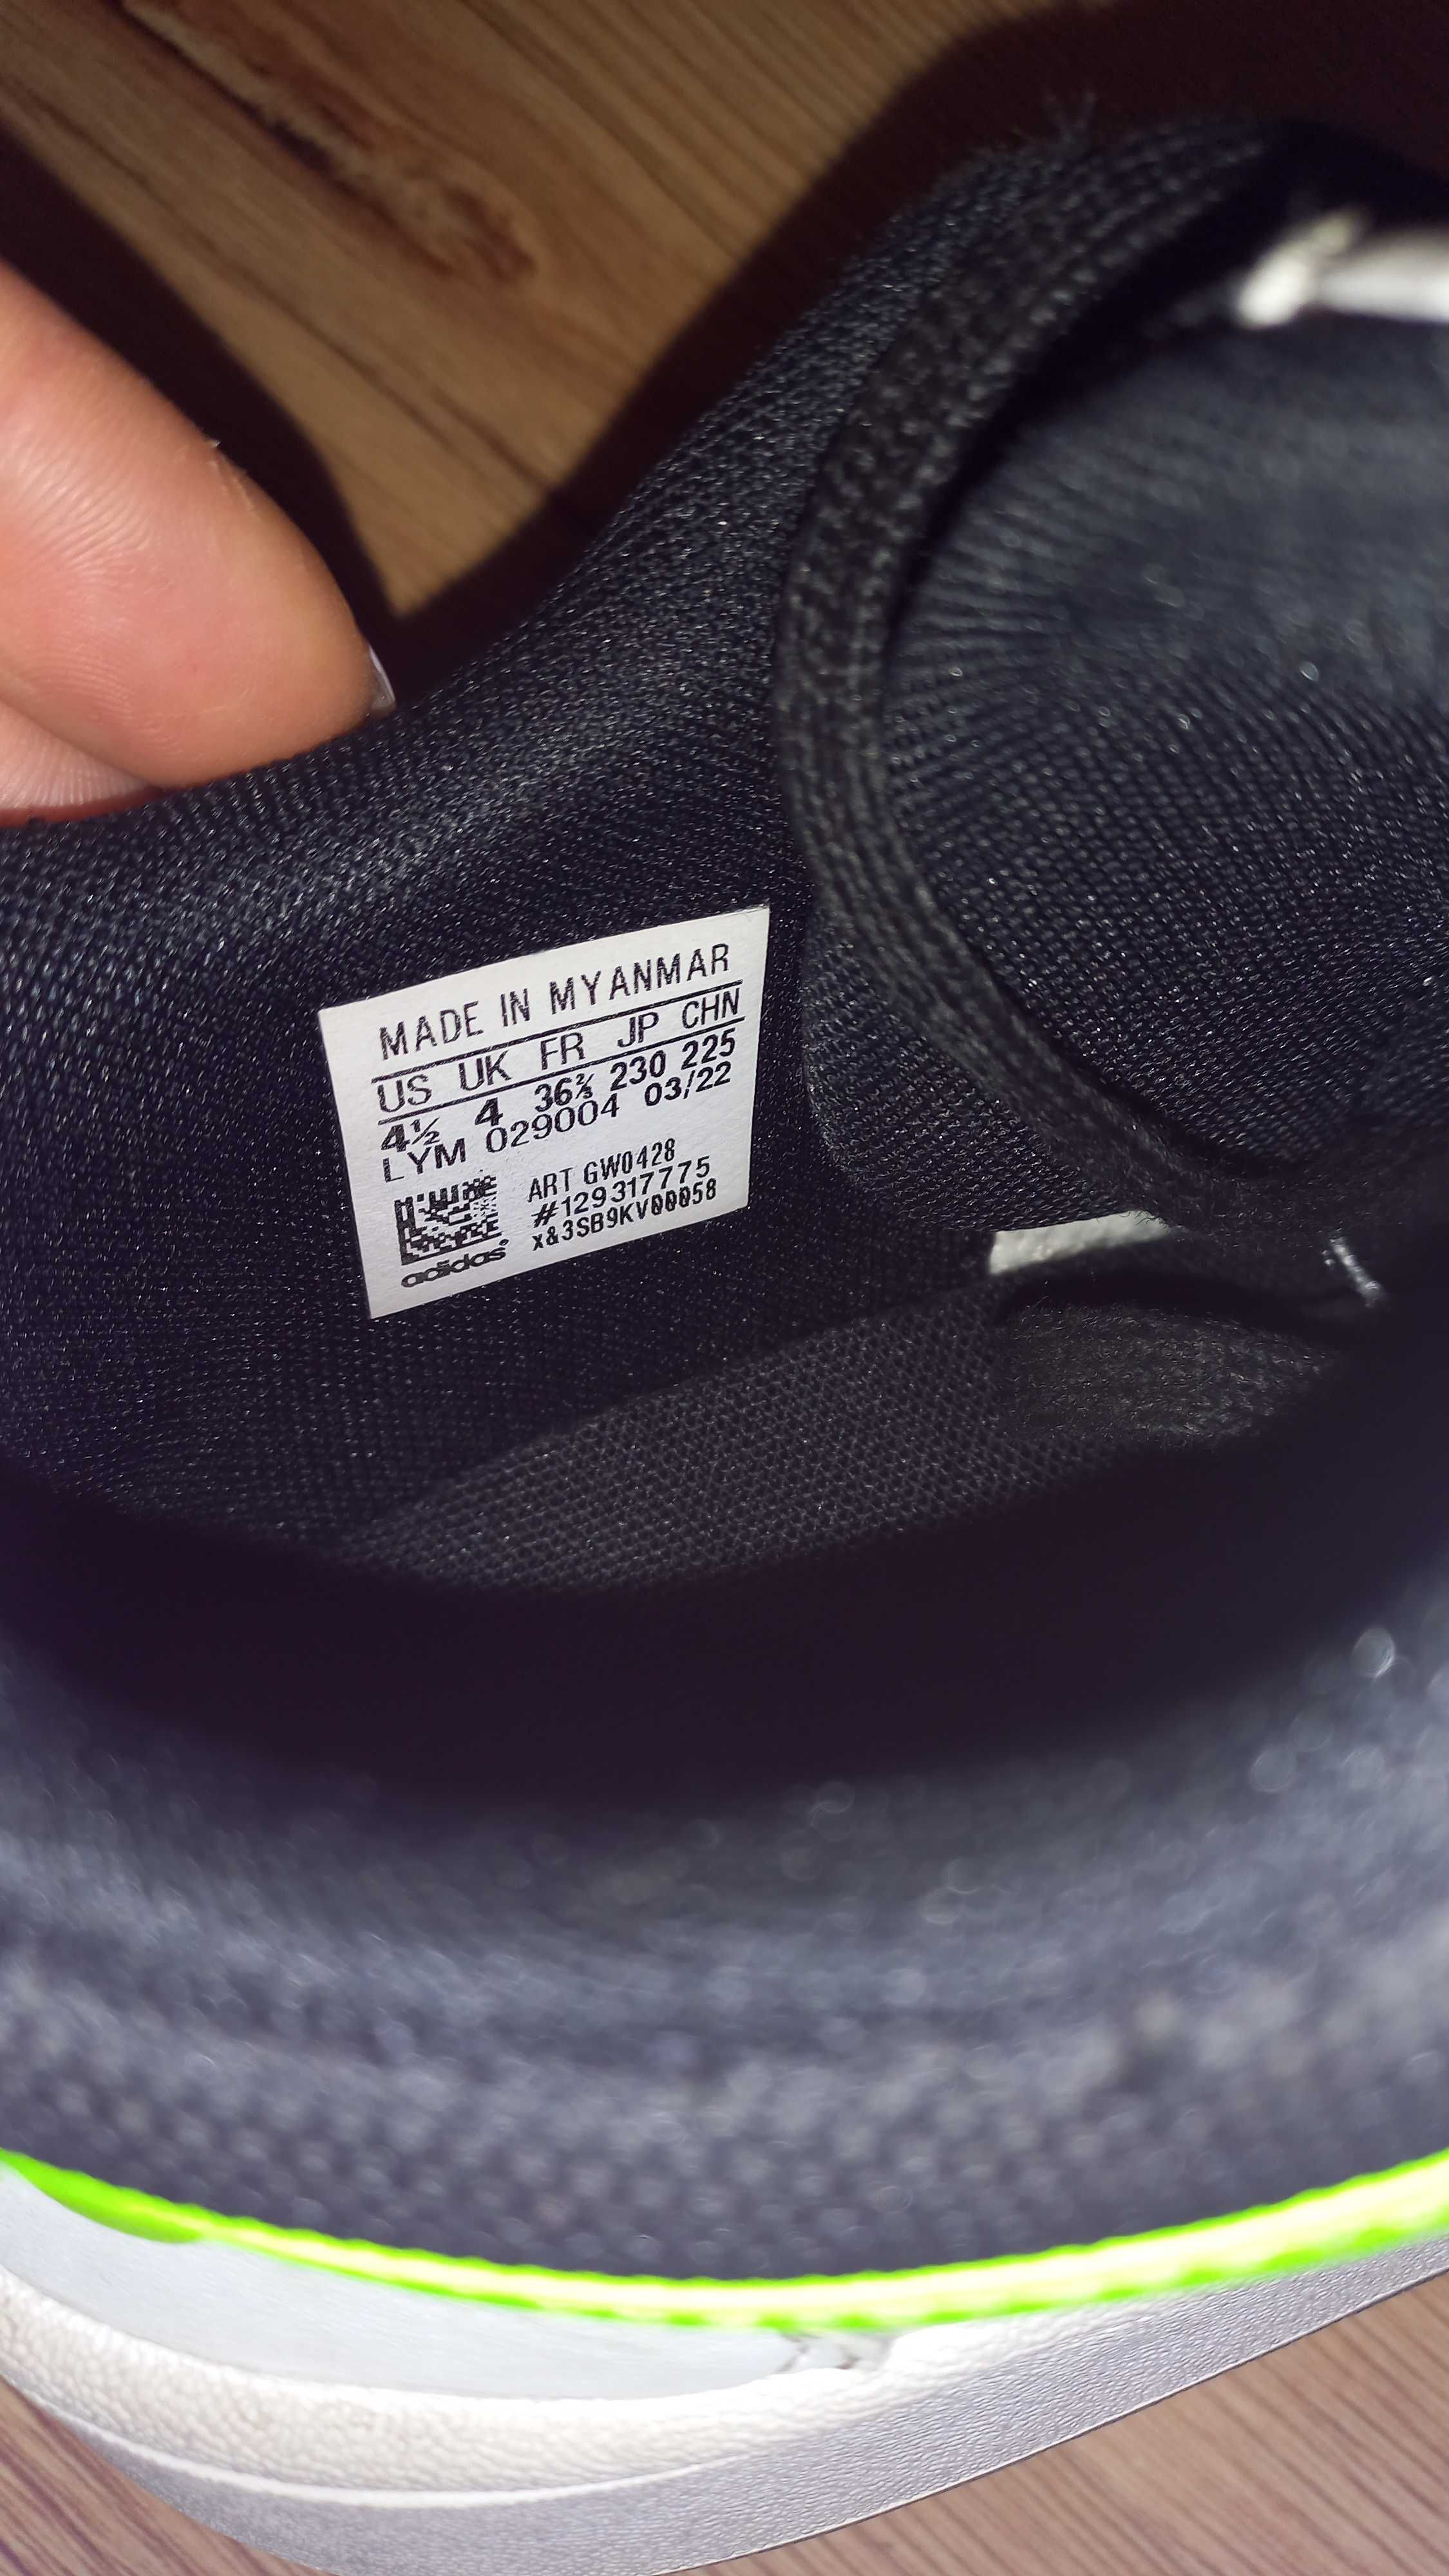 MADE IN MYANMAR
US UK FR JP CHN
4½ 4 36⅔ 230 225
LYM 029004 03/22
ART GW0428
#129317775
x&3SB9KV00058
adidas®